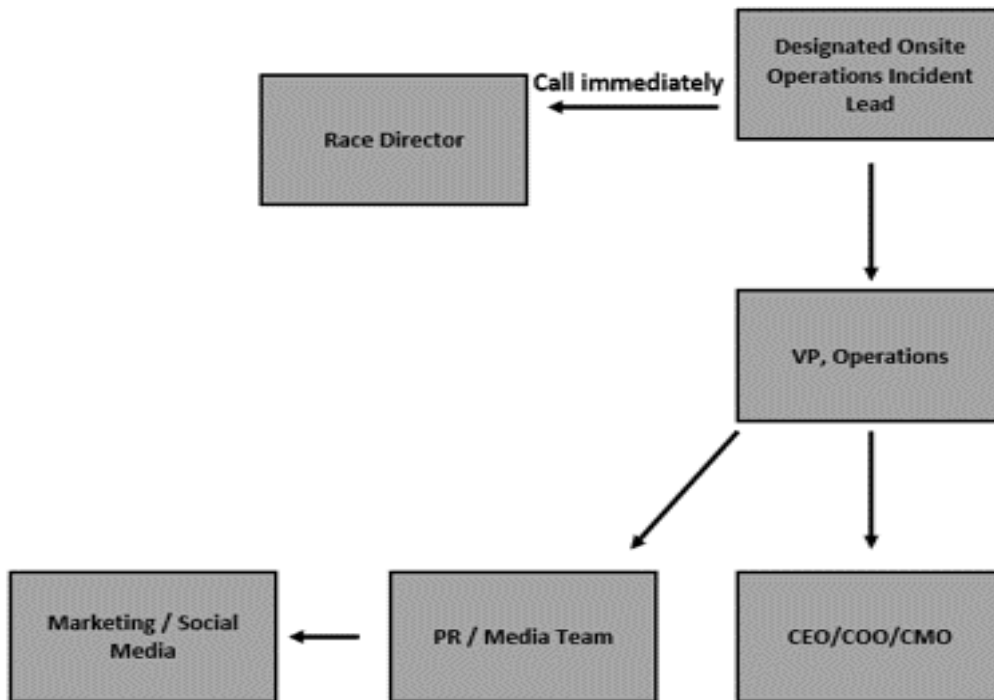 Designated Onsite
Operations Incident
Lead
Call immediately
Race Director
VP, Operations
Marketing / Social
Media
PR / Media Team
CEO/COO/CMO